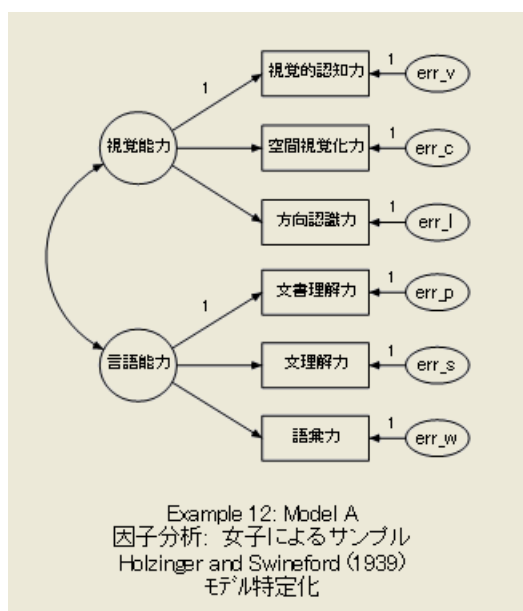 視覚的認知力
1
err_v
1
視覚能力
空間視覚化力
1
err_c
方向認識力
1
err_l
文書理解力
1
err_p
1
言語能力
文理解力
1
err_s
語彙力
1
err_w
Example 12: Model A
因子分析: 女子によるサンプル
Holzinger and Swineford (1939)
モデル特定化